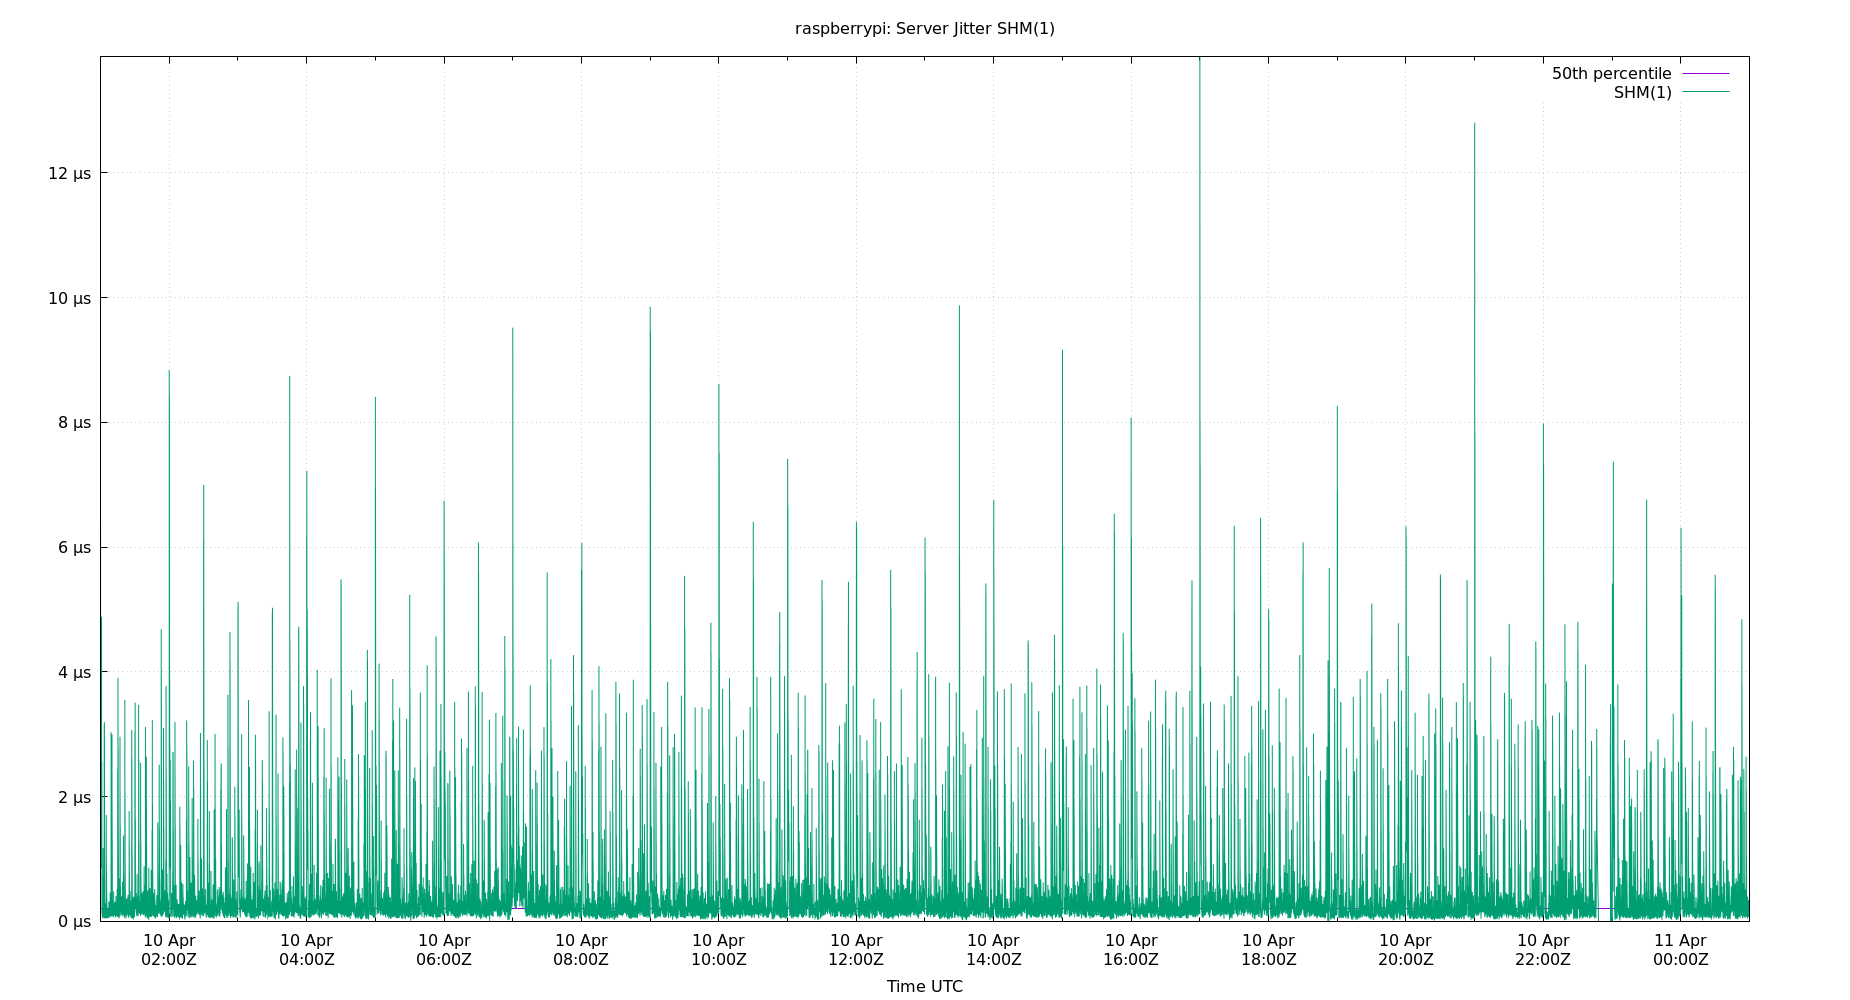 raspberrypi: Server Jitter SHM(1)
50th percentile
SHM(1)
12 µs
10 µs
8 µs
6 µs
4 µs
2 µs
0 µs
10 Apr 10 Apr 10 Apr 10 Apr 10 Apr 10 Apr 10 Apr 10 Apr 10 Apr 10 Apr 10 Apr 11 Apr
02:00Z 04:00Z 06:00Z 08:00Z 10:00Z 12:00Z 14:00Z 16:00Z 18:00Z 20:00Z 22:00Z 00:00Z
Time UTC